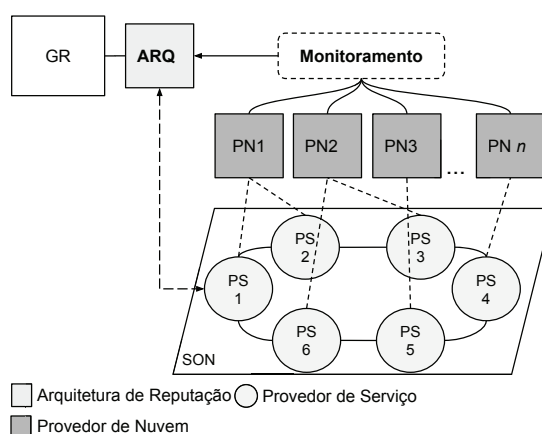 GR
ARQ
Monitoramento
PN1
PN2
PN3
...
PN n
PS
2
PS
3
PS
1
PS
4
PS
6
PS
5
SON
Arquitetura de Reputação
Provedor de Serviço
Provedor de Nuvem